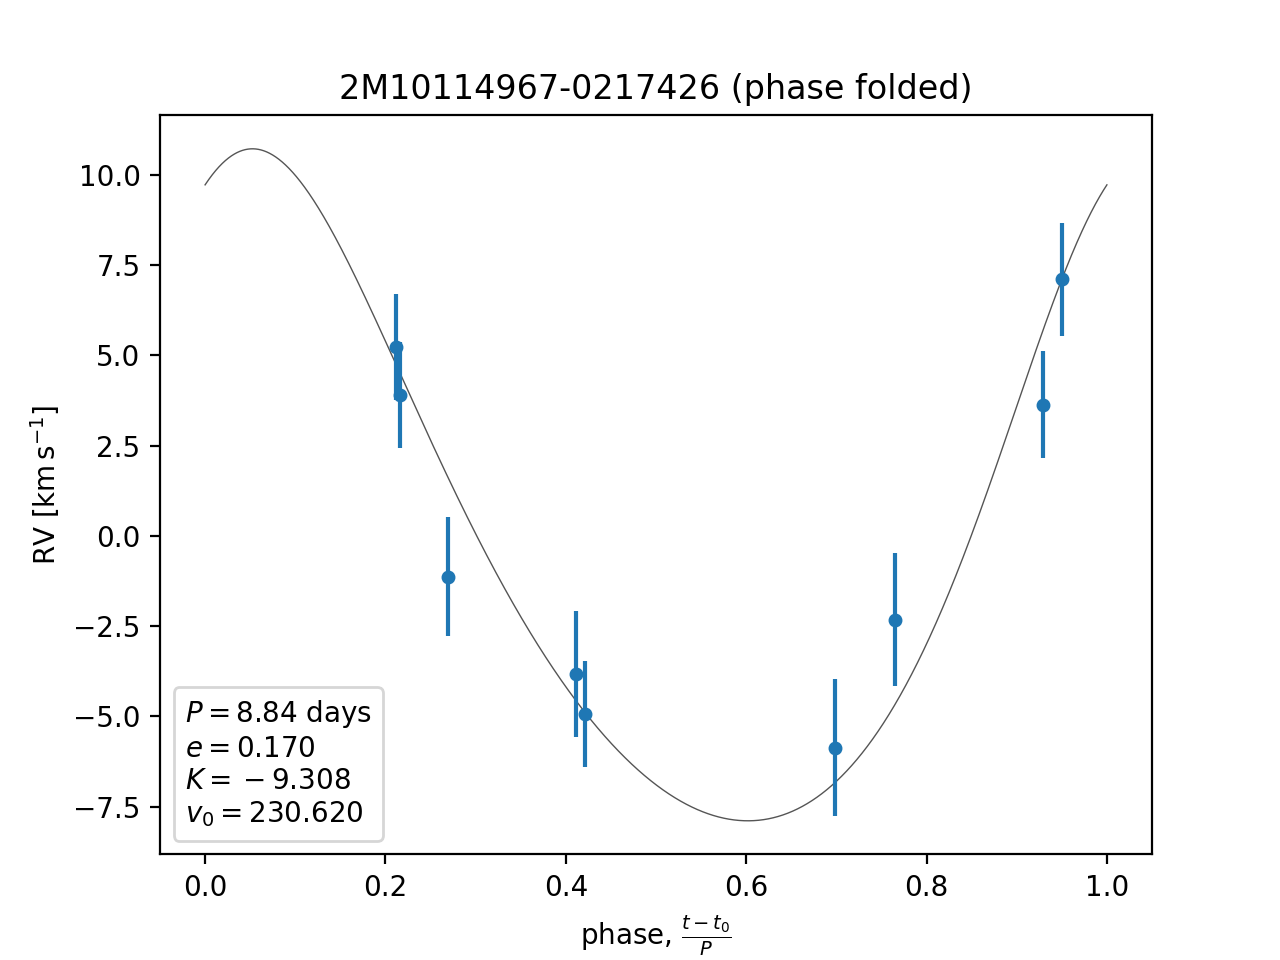 2M10114967-0217426 (phase folded)
10.0
7.5
5.0
2.5
0.0
−2.5
−5.0
−7.5
RV [km s⁻¹]
P = 8.84 days
e = 0.170
K = −9.308
v₀ = 230.620
0.0 0.2 0.4 0.6 0.8 1.0
phase, (t − t₀)/P